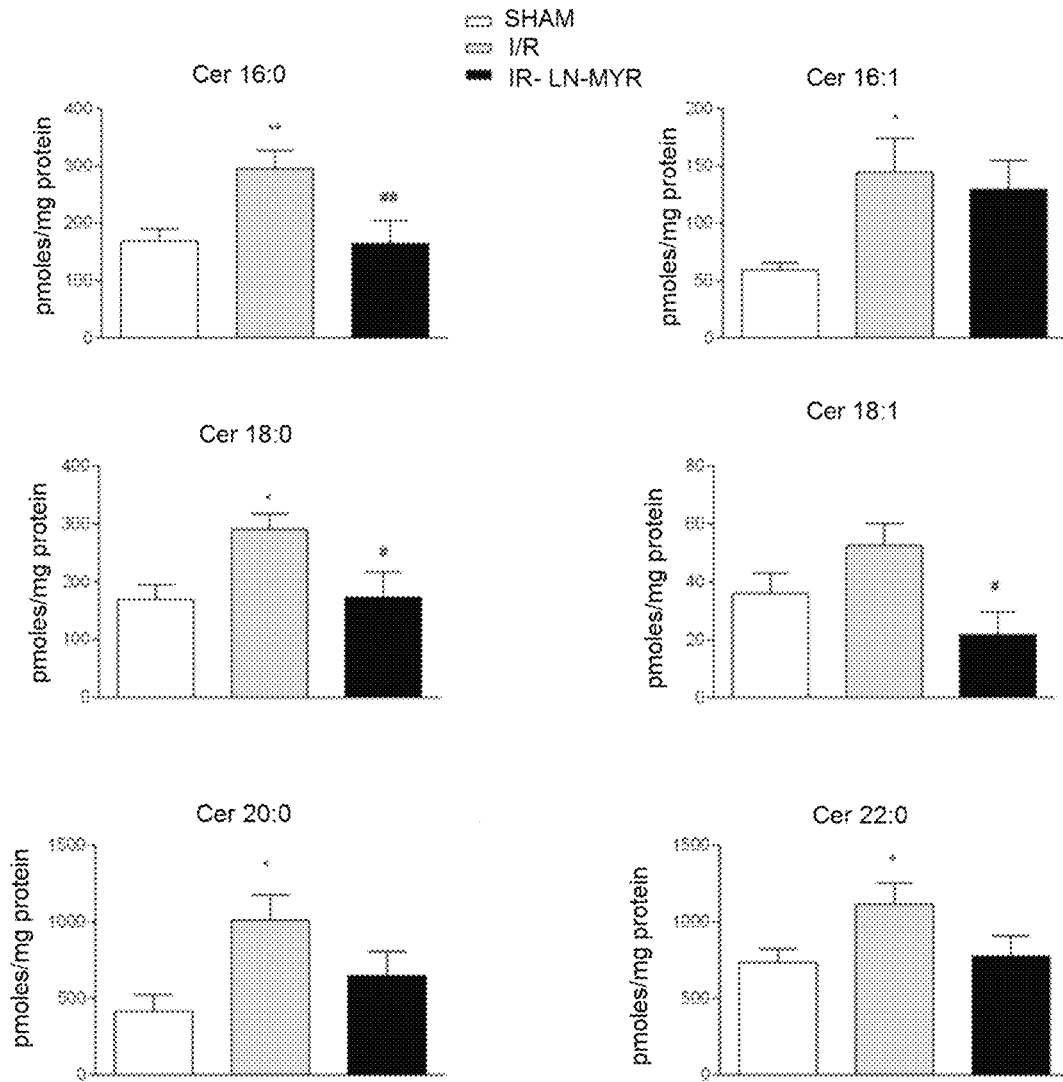 SHAM
I/R
IR- LN-MYR
Cer 16:0
Cer 16:1
pmoles/mg protein
400
300
200
100
0
**
##
pmoles/mg protein
200
150
100
50
0
*
Cer 18:0
Cer 18:1
pmoles/mg protein
400
300
200
100
0
*
#
pmoles/mg protein
80
60
40
20
0
#
Cer 20:0
Cer 22:0
pmoles/mg protein
1500
1000
500
0
*
pmoles/mg protein
1500
1000
500
0
*